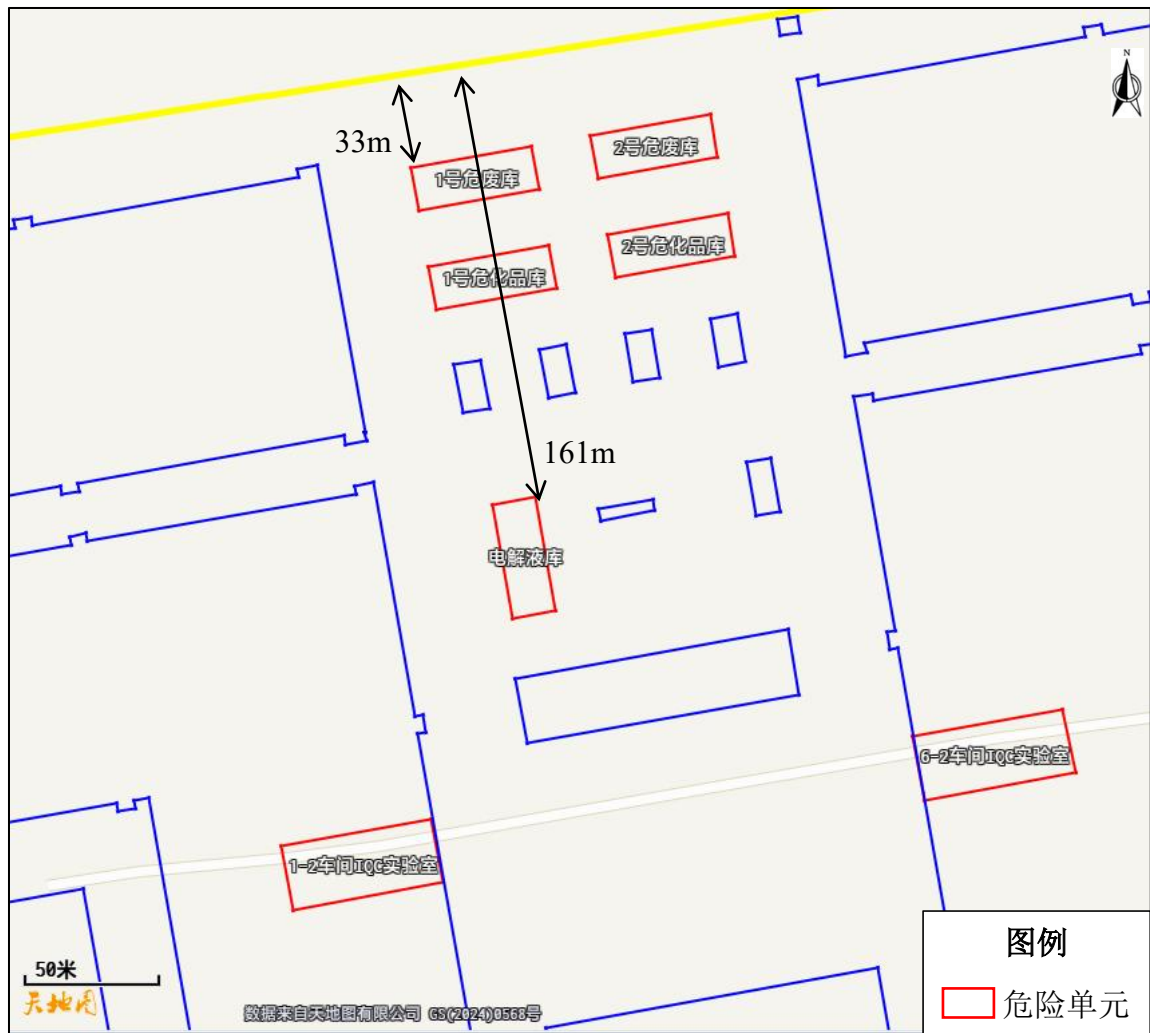 N
33m
2号危废库
1号危废库
2号危化品库
1号危化品库
161m
电解液库
6-2车间IQC实验室
1-2车间IQC实验室
图例
50米
危险单元
天地图
数据来自天地图有限公司 GS(2024)0568号